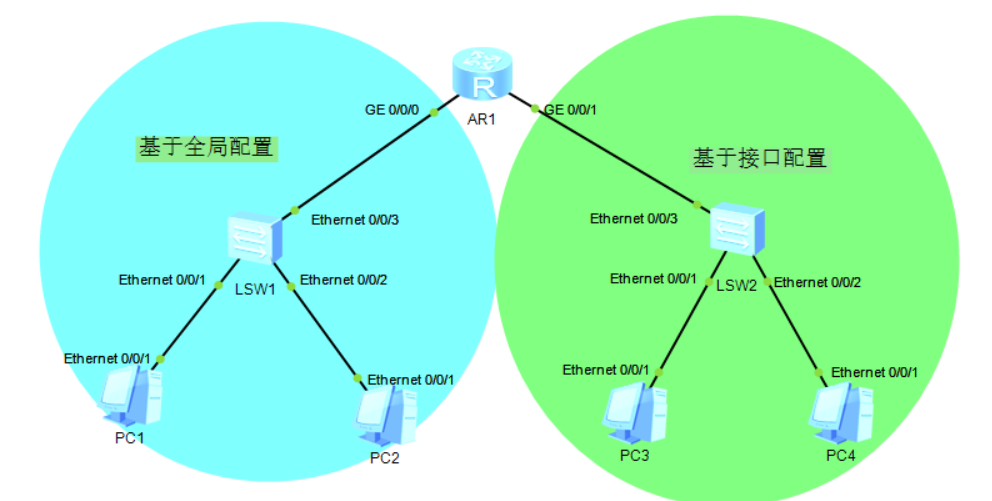 R
AR1
GE 0/0/0
GE 0/0/1
基于全局配置
基于接口配置
Ethernet 0/0/3
Ethernet 0/0/3
Ethernet 0/0/1
Ethernet 0/0/2
LSW1
Ethernet 0/0/1
LSW2
Ethernet 0/0/2
Ethernet 0/0/1
Ethernet 0/0/1
Ethernet 0/0/1
Ethernet 0/0/1
PC1
PC2
PC3
PC4